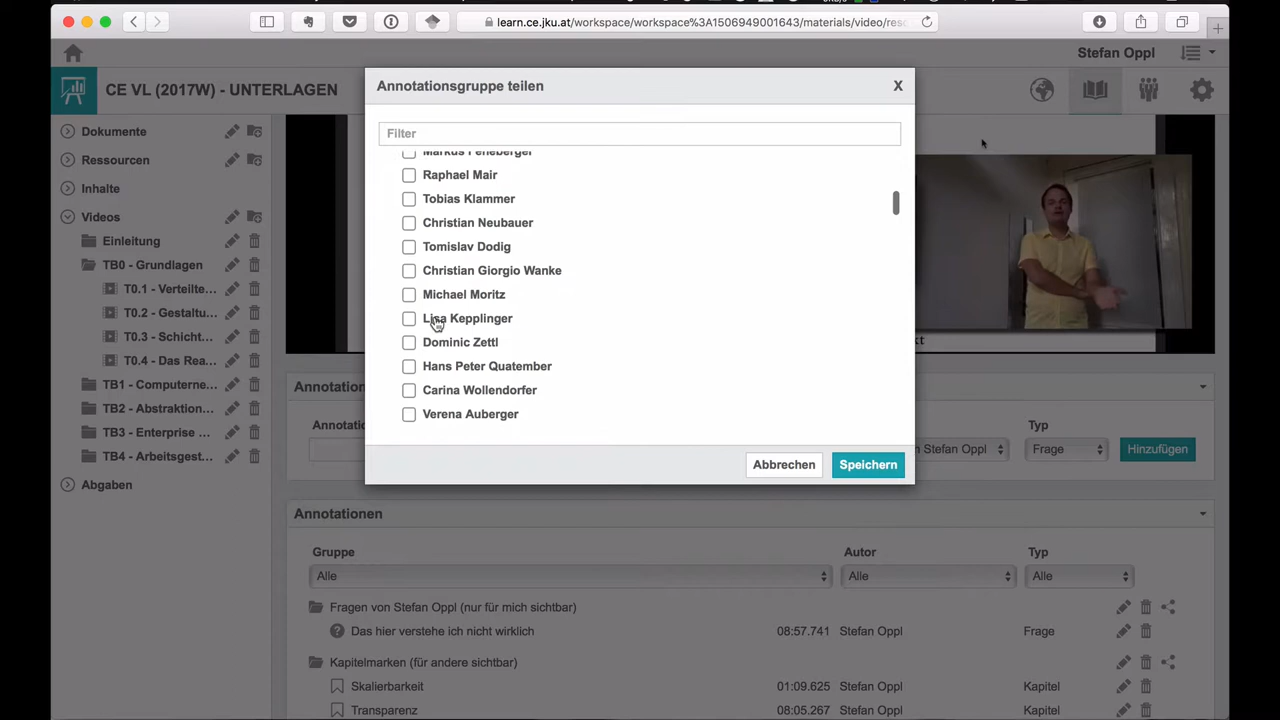 learn.ce.jku.at/workspace/workspace%3A1506949001643/materials/video/res
Stefan Oppl
CE VL (2017W) - UNTERLAGEN
Dokumente
Ressourcen
Inhalte
Videos
Einleitung
TB0 - Grundlagen
T0.1 - Verteilte...
T0.2 - Gestaltu...
T0.3 - Schicht...
T0.4 - Das Rea...
TB1 - Computerne...
TB2 - Abstraktion...
TB3 - Enterprise ...
TB4 - Arbeitsgest...
Abgaben
Annotationsgruppe teilen
X
Filter
Raphael Mair
Tobias Klammer
Christian Neubauer
Tomislav Dodig
Christian Giorgio Wanke
Michael Moritz
Lisa Kepplinger
Dominic Zettl
Hans Peter Quatember
Carina Wollendorfer
Verena Auberger
Abbrechen
Speichern
kt
Annotation
Annotatio
Typ
n Stefan Oppl
Frage
Hinzufügen
Annotationen
Gruppe
Autor
Typ
Alle
Alle
Alle
Fragen von Stefan Oppl (nur für mich sichtbar)
Das hier verstehe ich nicht wirklich 08:57.741 Stefan Oppl Frage
Kapitelmarken (für andere sichtbar)
Skalierbarkeit 01:09.625 Stefan Oppl Kapitel
Transparenz 08:05.267 Stefan Oppl Kapitel